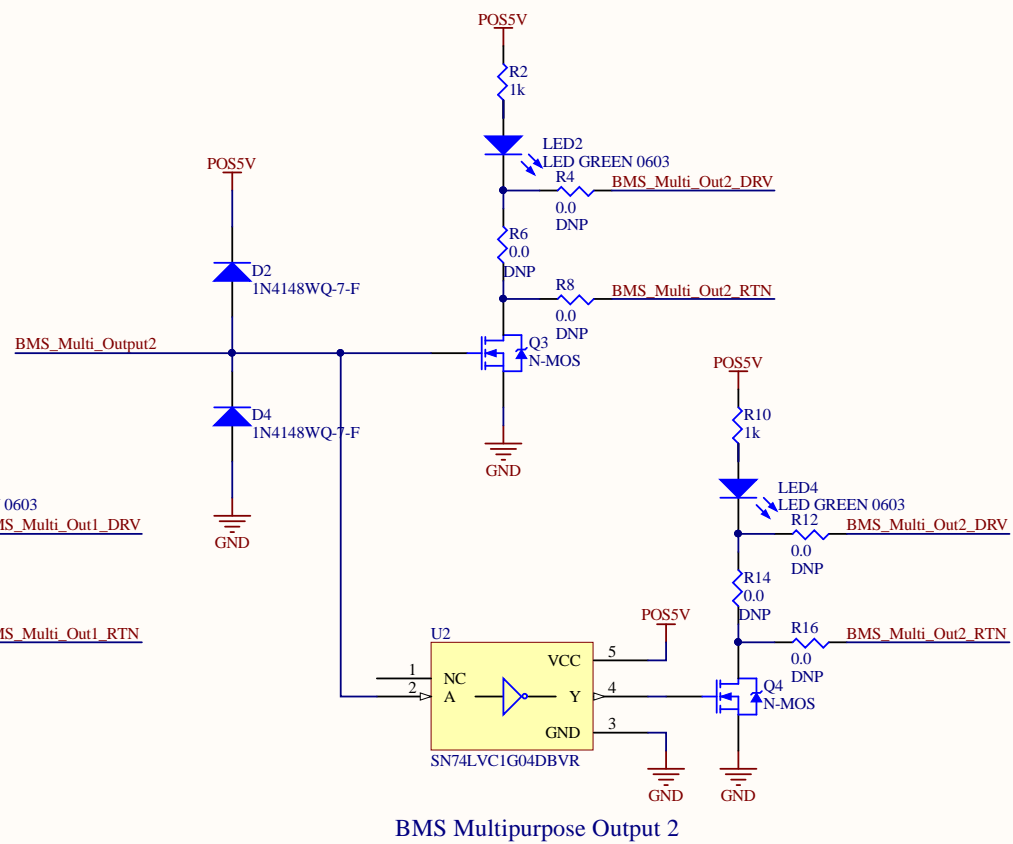 POS5V
R2
1k
LED2
LED GREEN 0603
POS5V
R4
BMS_Multi_Out2_DRV
0.0
DNP
R6
0.0
DNP
D2
1N4148WQ-7-F
R8
BMS_Multi_Out2_RTN
0.0
DNP
BMS_Multi_Output2
Q3
N-MOS
POS5V
D4
1N4148WQ-7-F
R10
1k
GND
LED4
LED GREEN 0603
0603
MS_Multi_Out1_DRV
R12
BMS_Multi_Out2_DRV
GND
0.0
DNP
R14
0.0
DNP
POS5V
MS_Multi_Out1_RTN
U2
R16
BMS_Multi_Out2_RTN
0.0
DNP
VCC
5
1
NC
2
A
Y
4
Q4
N-MOS
GND
3
SN74LVC1G04DBVR
GND
GND
BMS Multipurpose Output 2